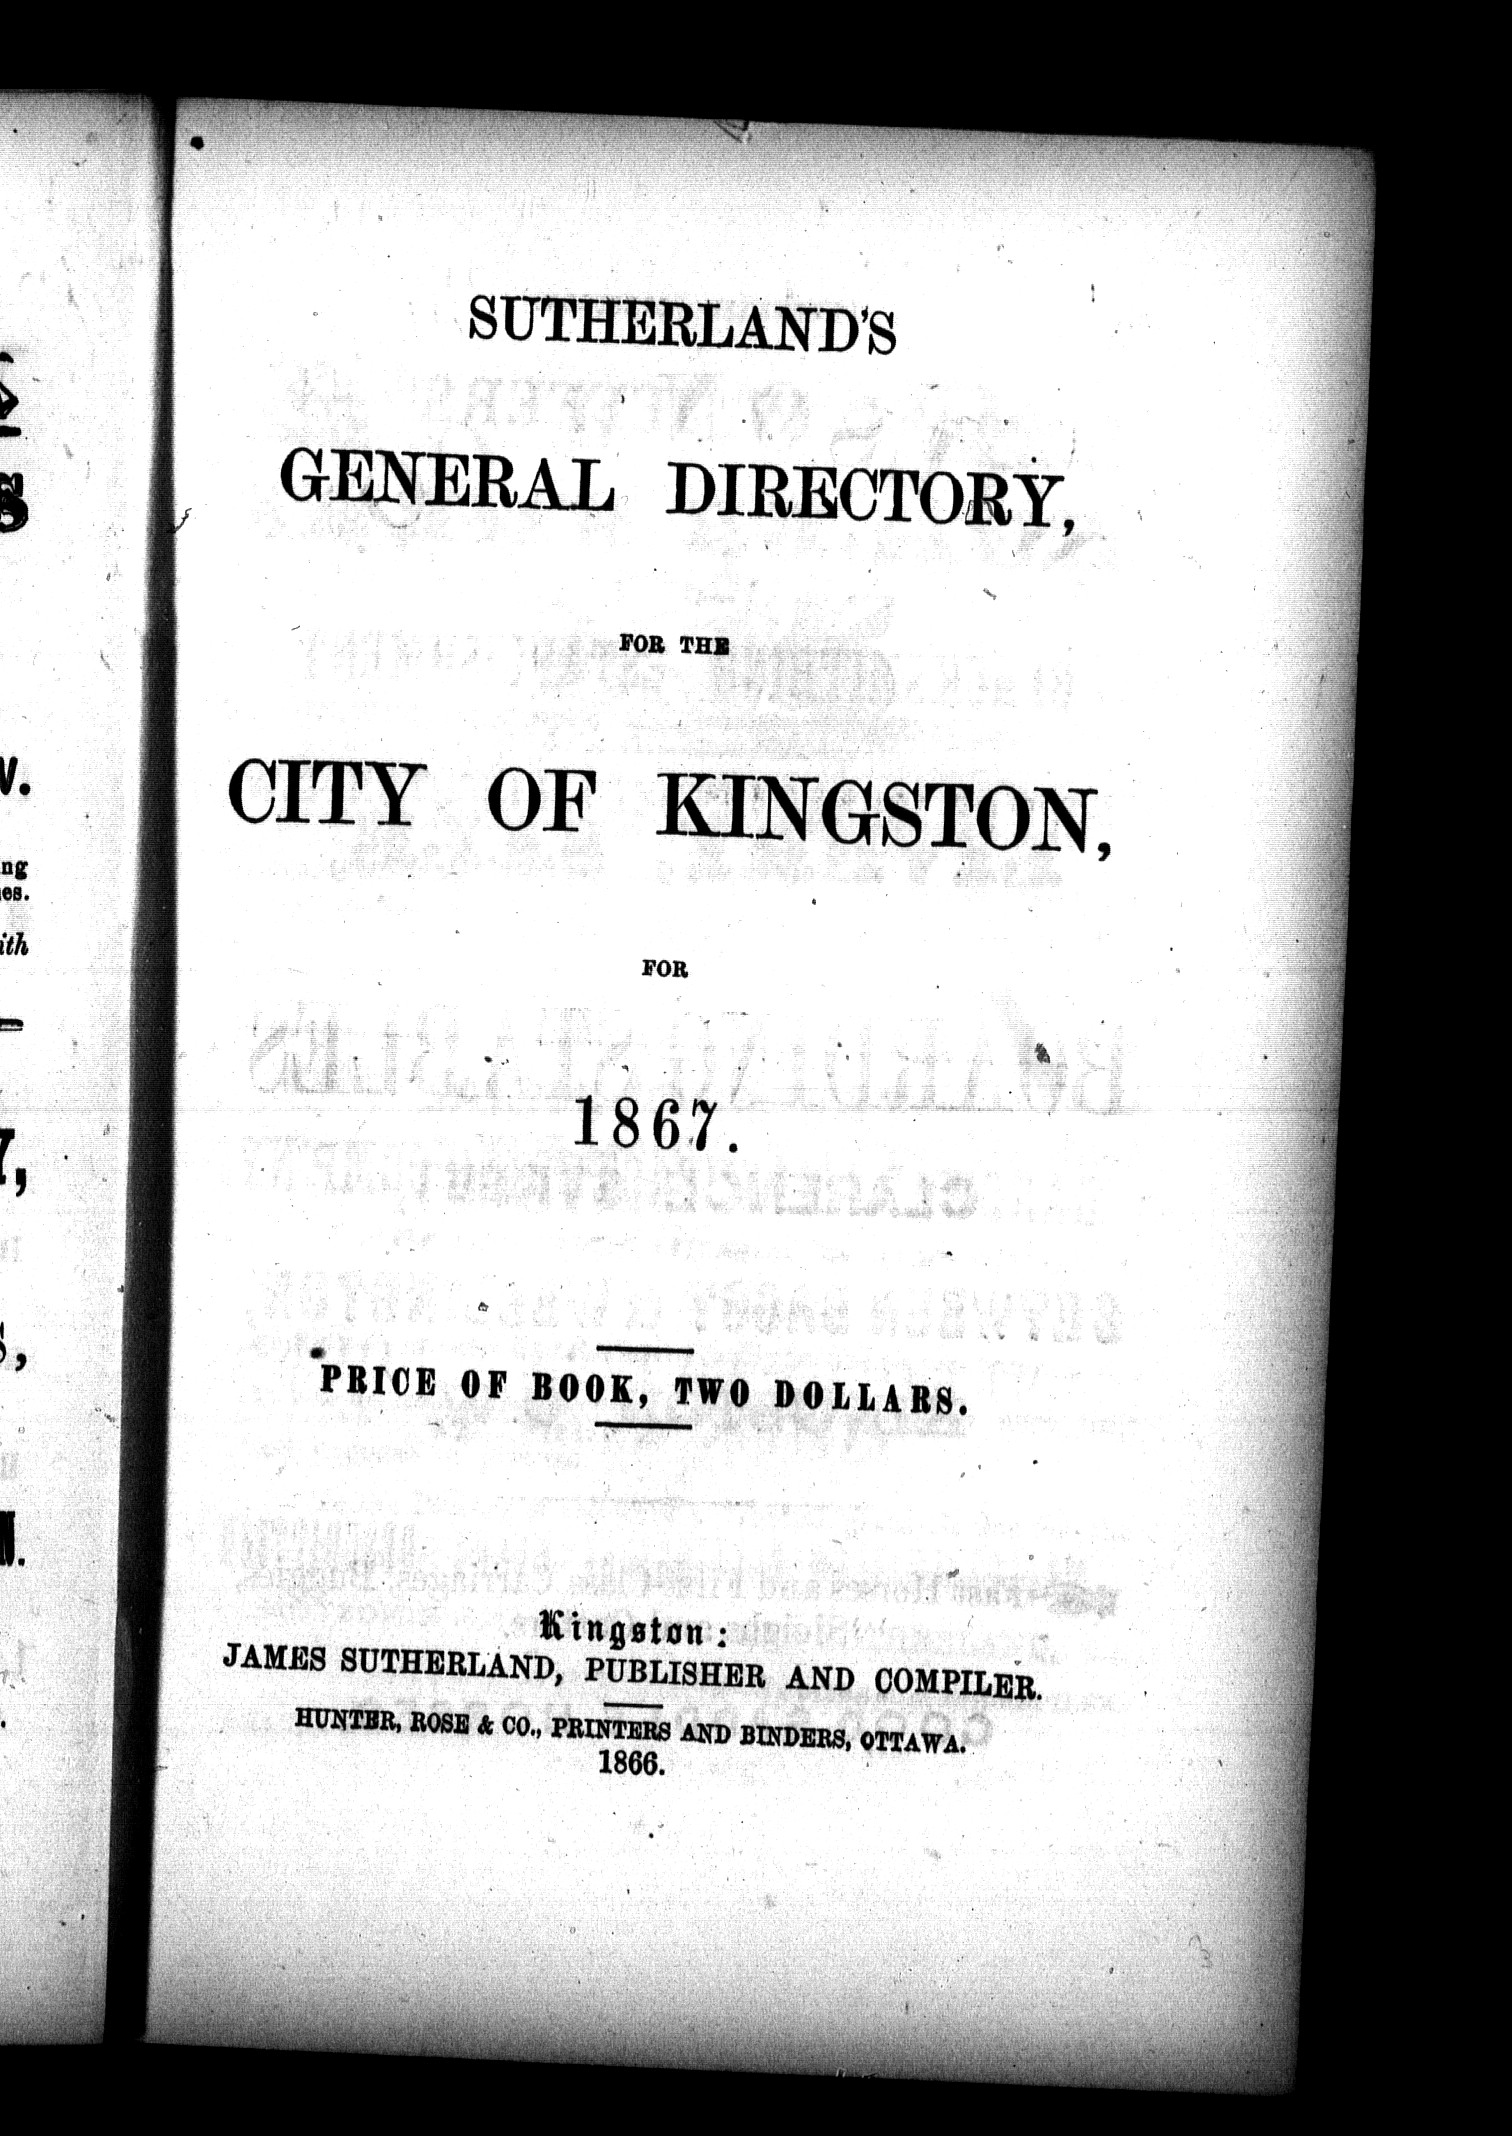 SUTHERLAND'S
GENERAL DIRECTORY,
FOR THE
CITY OF KINGSTON,
FOR
1867.
PRICE OF BOOK, TWO DOLLARS.
Kingston:
JAMES SUTHERLAND, PUBLISHER AND COMPILER.
HUNTER, ROSE & CO., PRINTERS AND BINDERS, OTTAWA.
1866.